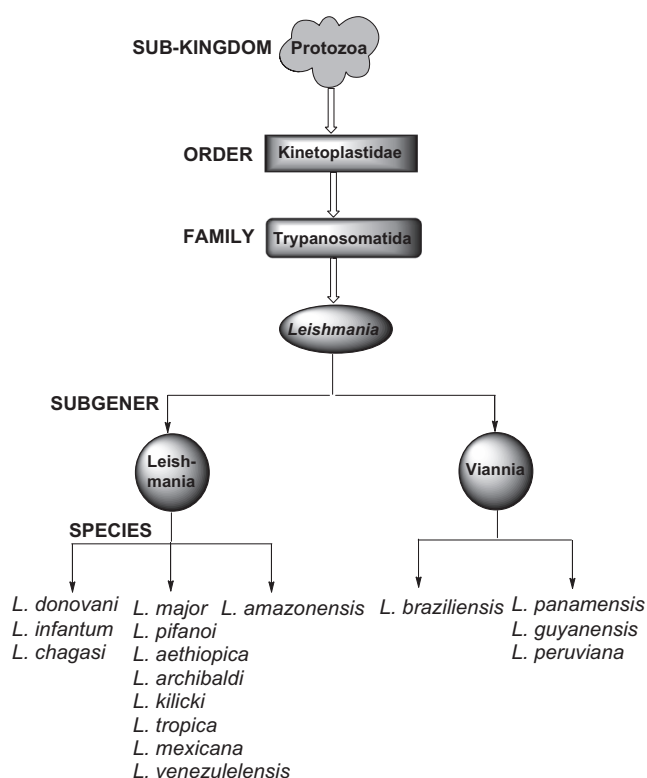 SUB-KINGDOM Protozoa
ORDER Kinetoplastidae
FAMILY Trypanosomatida
Leishmania
SUBGENER
Leish-
mania
Viannia
SPECIES
L. donovani
L. infantum
L. chagasi
L. major
L. pifanoi
L. aethiopica
L. archibaldi
L. kilicki
L. tropica
L. mexicana
L. venezulelensis
L. amazonensis
L. braziliensis
L. panamensis
L. guyanensis
L. peruviana